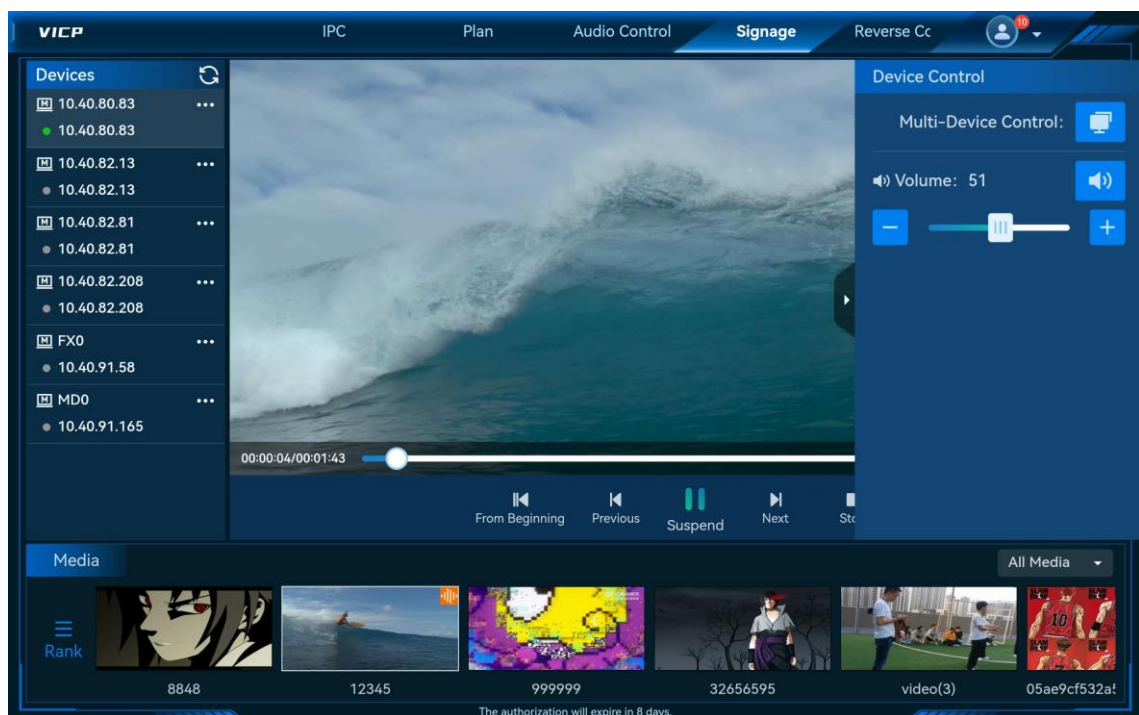 VICP
IPC
Plan
Audio Control
Signage
Reverse Cc
10
Devices
10.40.80.83
10.40.80.83
10.40.82.13
10.40.82.13
10.40.82.81
10.40.82.81
10.40.82.208
10.40.82.208
FX0
10.40.91.58
MD0
10.40.91.165
00:00:04/00:01:43
From Beginning
Previous
Suspend
Next
Sto
Device Control
Multi-Device Control:
Volume: 51
Media
All Media
Rank
8848
12345
999999
32656595
video(3)
10
05ae9cf532a
The authorization will expire in 8 days.